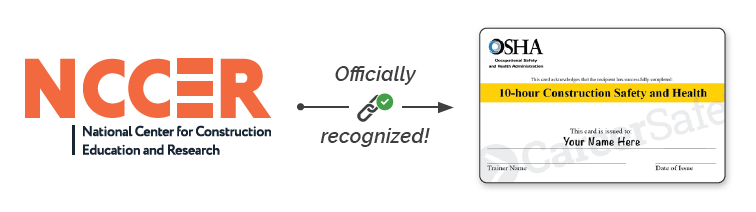 NCCER
National Center for Construction
Education and Research
Officially
recognized!
OSHA
Occupational Safety
and Health Administration
This card acknowledges that the recipient has successfully completed:
10-hour Construction Safety and Health
This card is issued to:
Your Name Here
CareerSafe
Trainer Name
Date of Issue